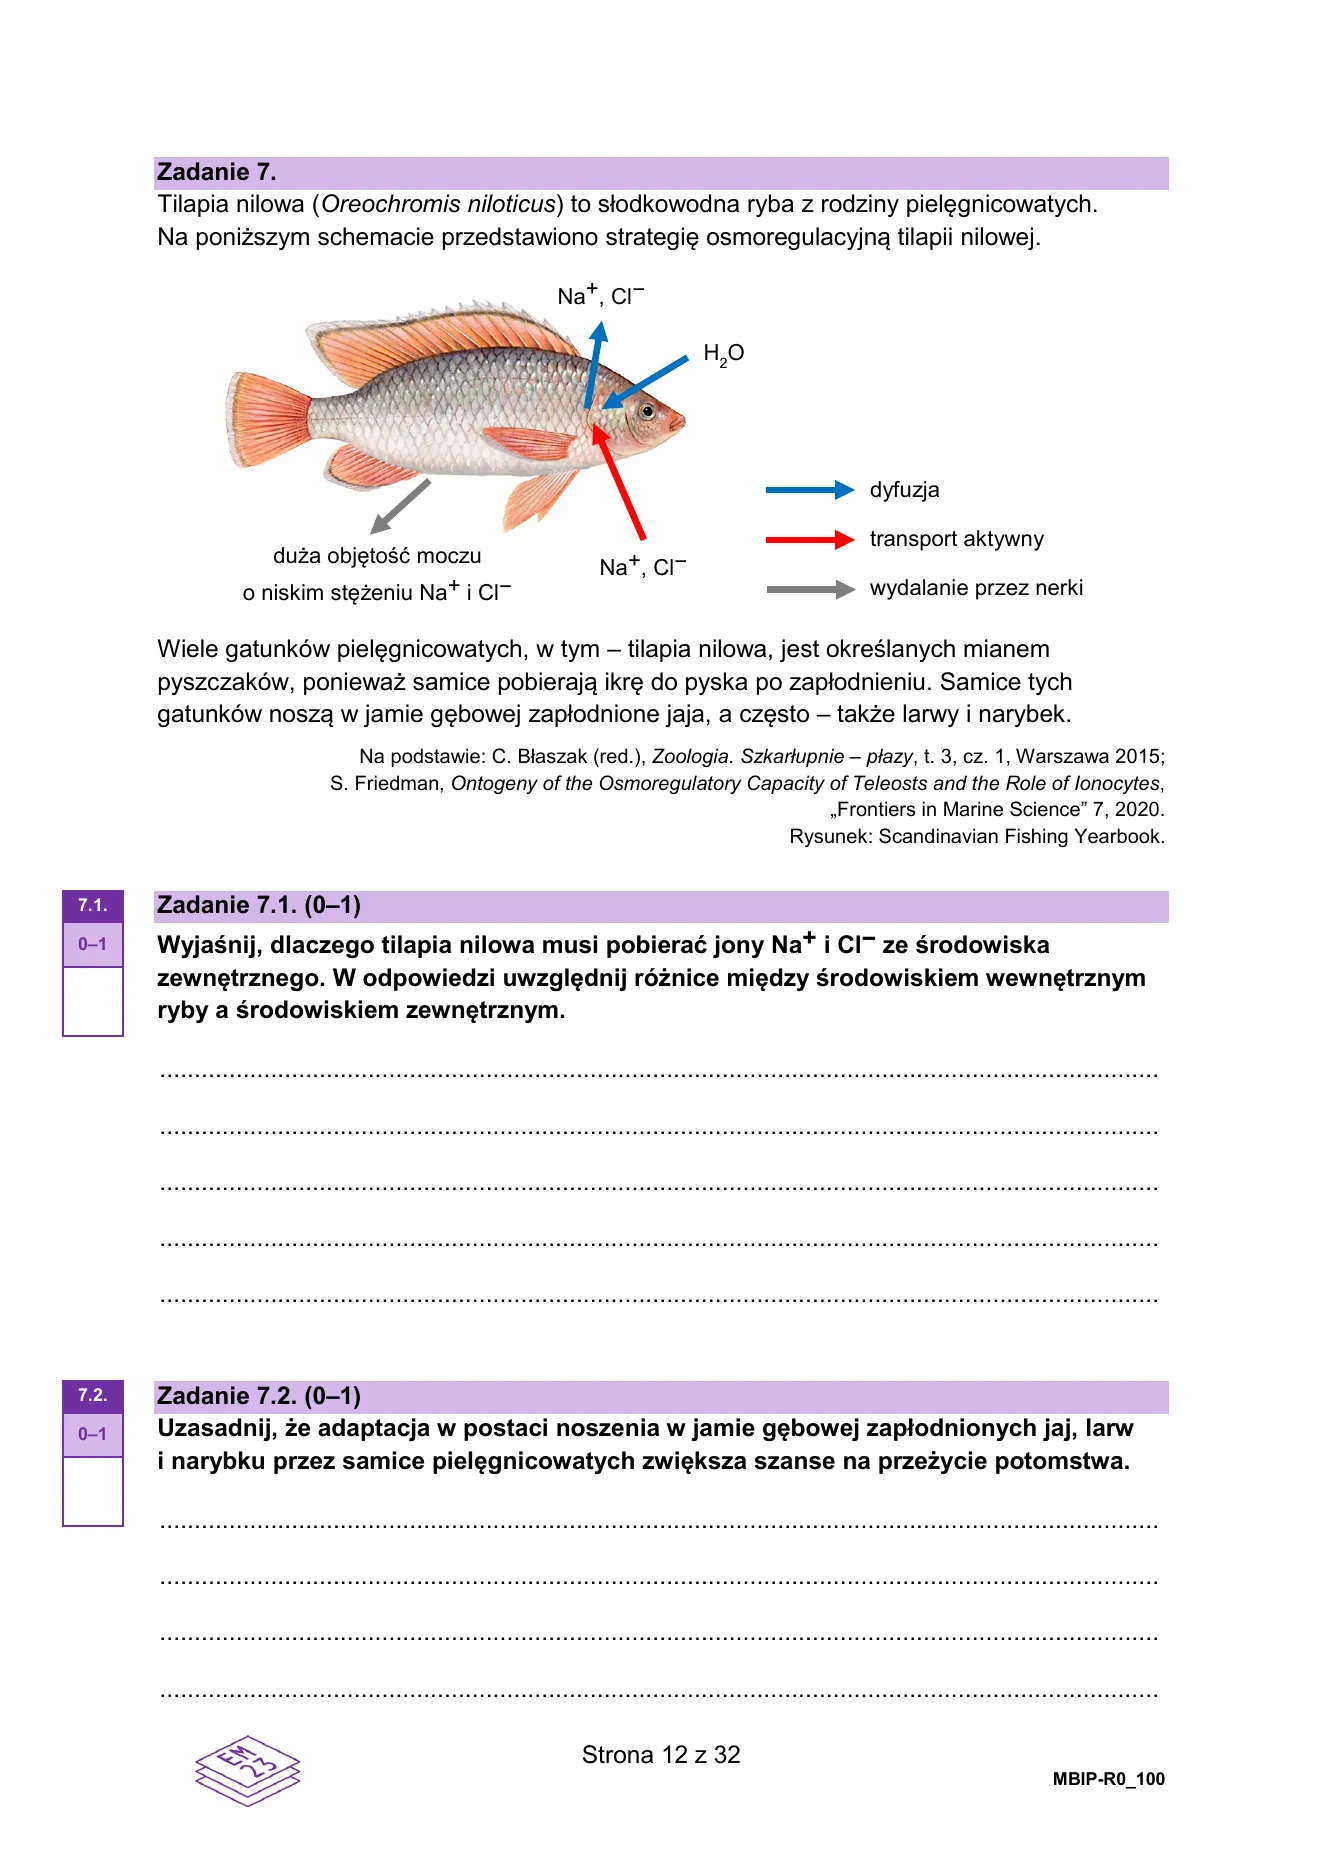 Zadanie 7.
Tilapia nilowa (Oreochromis niloticus) to słodkowodna ryba z rodziny pielęgnicowatych.
Na poniższym schemacie przedstawiono strategię osmoregulacyjną tilapii nilowej.
Na⁺, Cl⁻
H₂O
dyfuzja
transport aktywny
wydalanie przez nerki
duża objętość moczu
o niskim stężeniu Na⁺ i Cl⁻
Na⁺, Cl⁻
Wiele gatunków pielęgnicowatych, w tym – tilapia nilowa, jest określanych mianem
pyszczaków, ponieważ samice pobierają ikrę do pyska po zapłodnieniu. Samice tych
gatunków noszą w jamie gębowej zapłodnione jaja, a często – także larwy i narybek.
Na podstawie: C. Błaszak (red.), Zoologia. Szkarłupnie – płazy, t. 3, cz. 1, Warszawa 2015;
S. Friedman, Ontogeny of the Osmoregulatory Capacity of Teleosts and the Role of Ionocytes,
„Frontiers in Marine Science” 7, 2020.
Rysunek: Scandinavian Fishing Yearbook.
7.1.
0–1
Zadanie 7.1. (0–1)
Wyjaśnij, dlaczego tilapia nilowa musi pobierać jony Na⁺ i Cl⁻ ze środowiska
zewnętrznego. W odpowiedzi uwzględnij różnice między środowiskiem wewnętrznym
ryby a środowiskiem zewnętrznym.
7.2.
0–1
Zadanie 7.2. (0–1)
Uzasadnij, że adaptacja w postaci noszenia w jamie gębowej zapłodnionych jaj, larw
i narybku przez samice pielęgnicowatych zwiększa szanse na przeżycie potomstwa.
EM
23
Strona 12 z 32
MBIP-R0_100